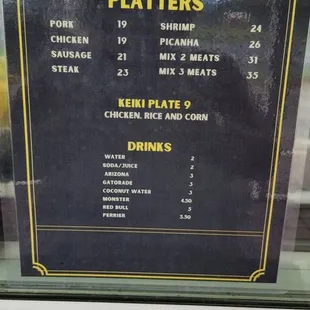 PLATTERS
PORK 19
CHICKEN 19
SAUSAGE 21
STEAK 23
SHRIMP 24
PICANHA 26
MIX 2 MEATS 31
MIX 3 MEATS 35
KEIKI PLATE 9
CHICKEN, RICE AND CORN
DRINKS
WATER 2
SODA/JUICE 2
ARIZONA 3
GATORADE 3
COCONUT WATER 3
MONSTER 4.50
RED BULL 5
PERRIER 3.50